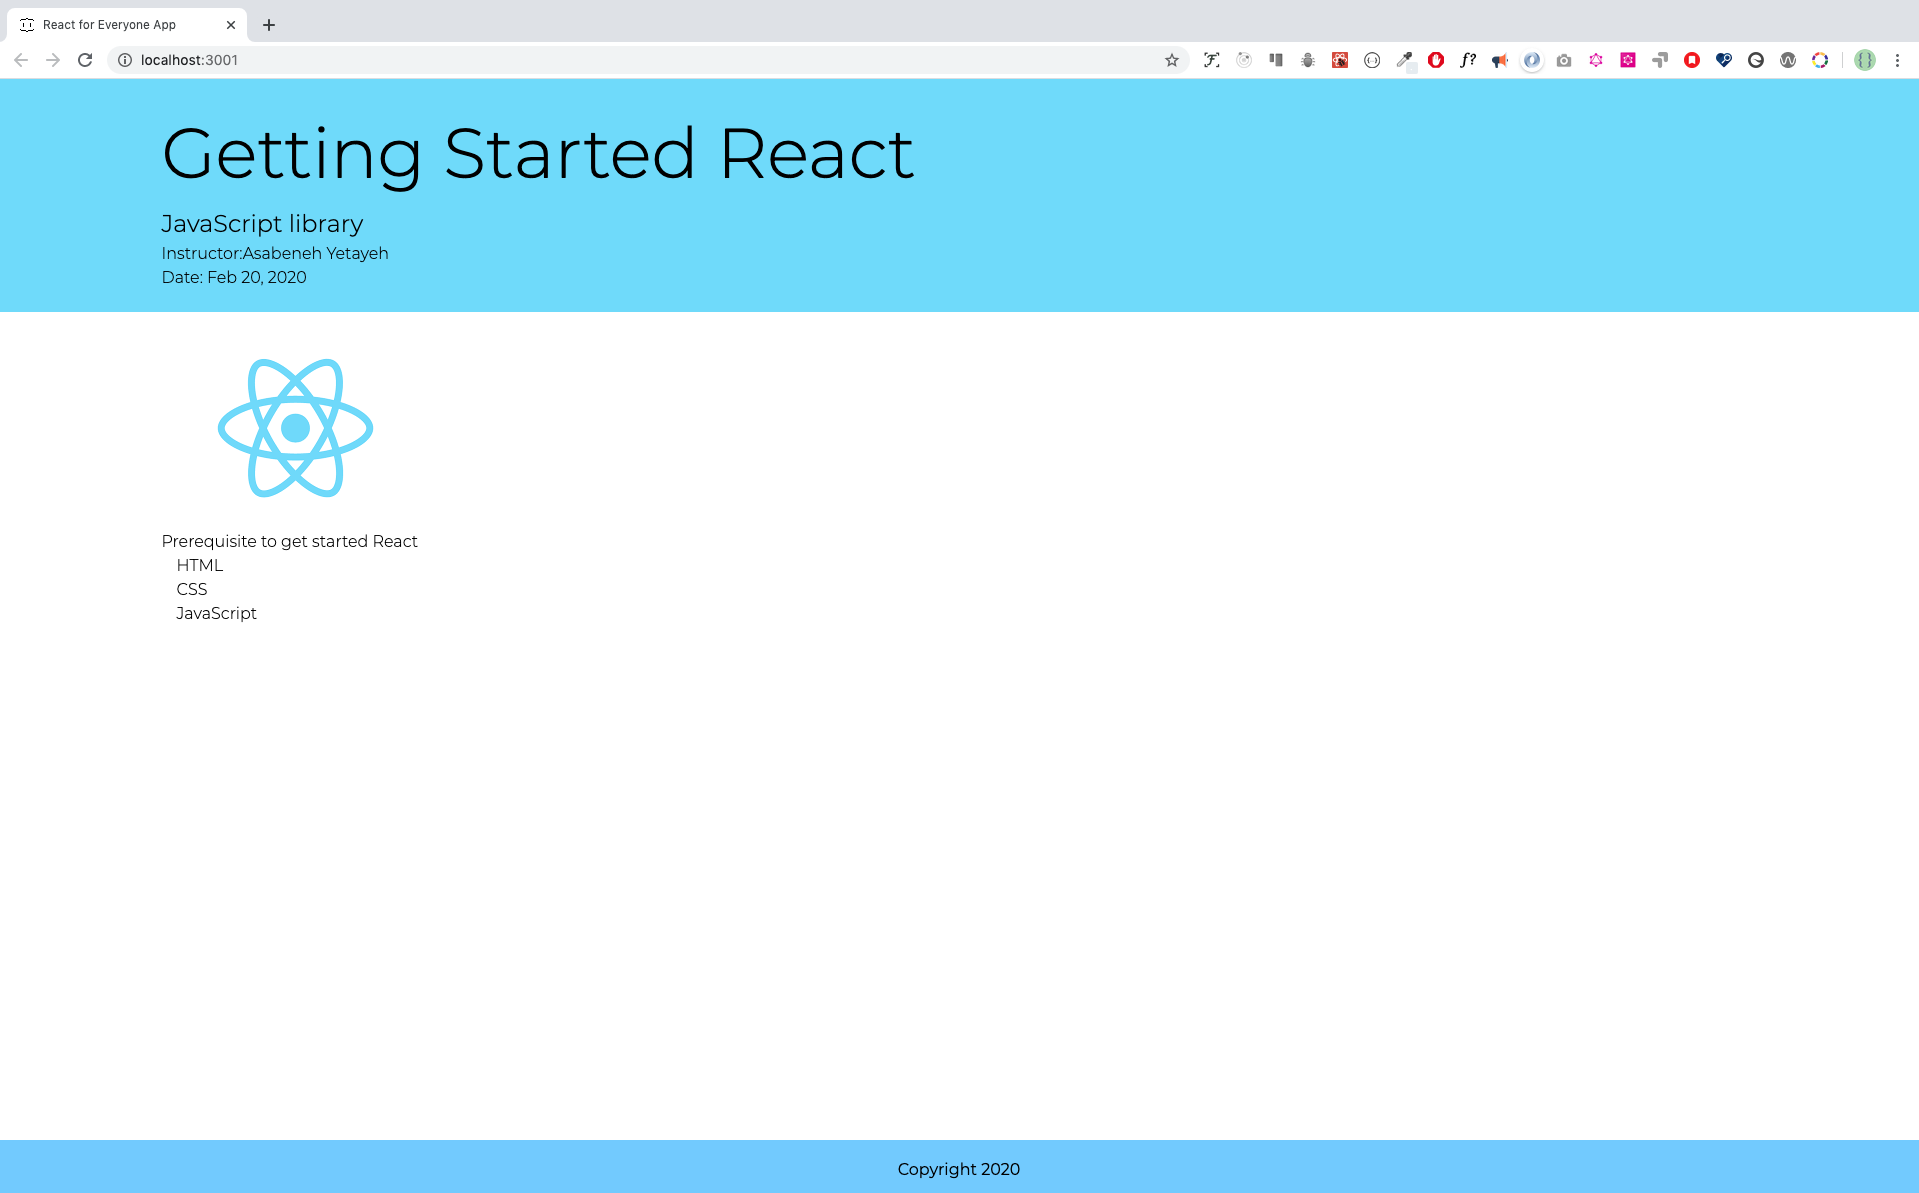 React for Everyone App
localhost:3001
f?
Getting Started React
JavaScript library
Instructor:Asabeneh Yetayeh
Date: Feb 20, 2020
Prerequisite to get started React
HTML
CSS
JavaScript
Copyright 2020